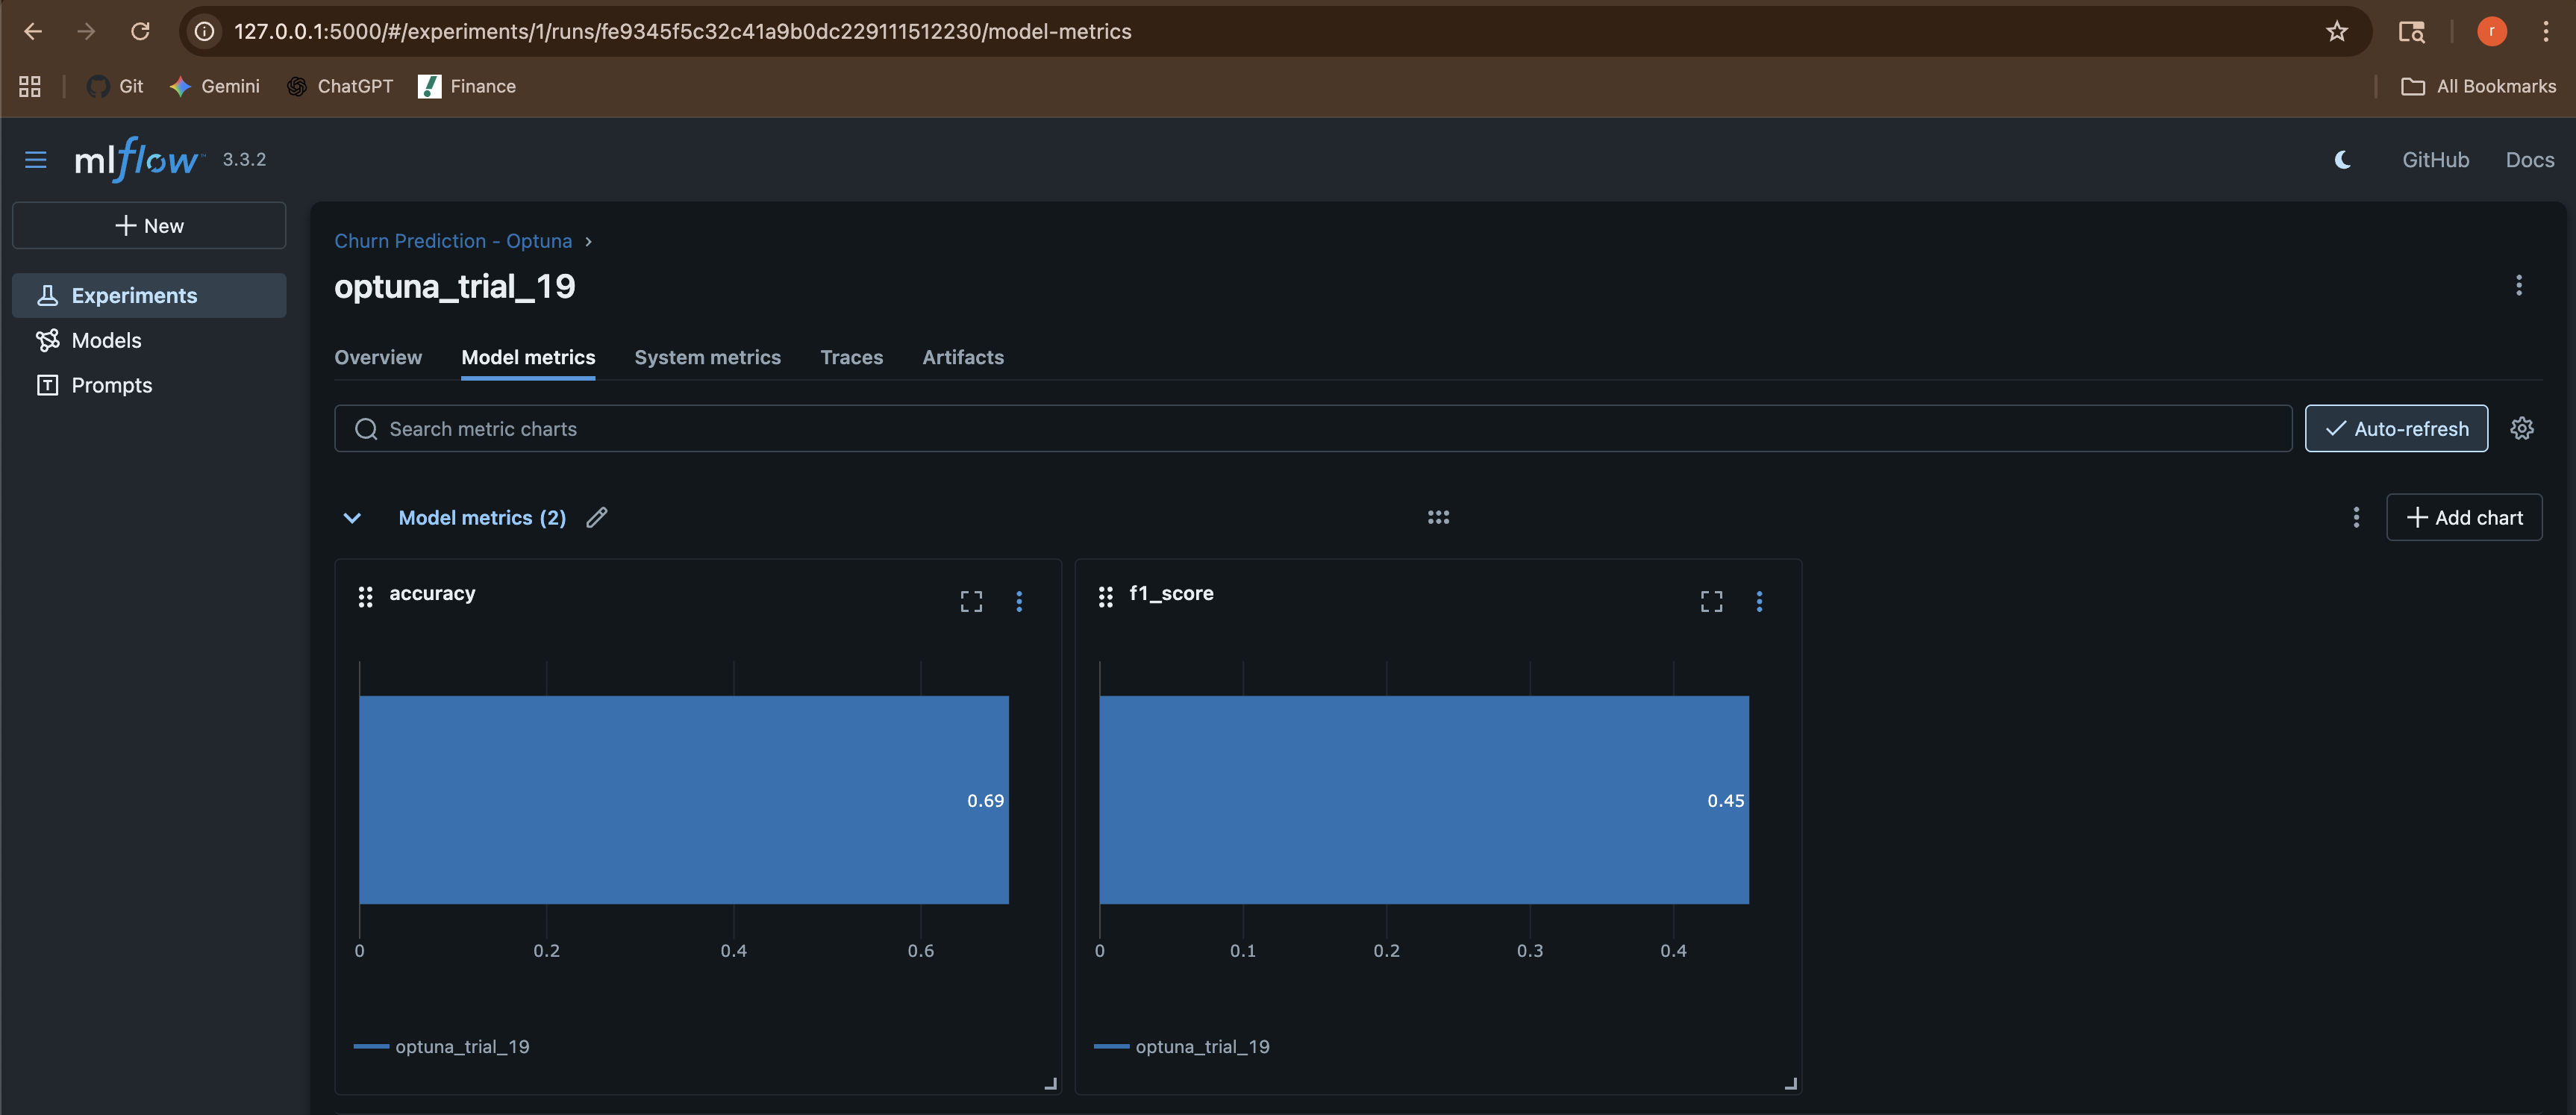 127.0.0.1:5000/#/experiments/1/runs/fe9345f5c32c41a9b0dc229111512230/model-metrics
r
Git
Gemini
ChatGPT
Finance
All Bookmarks
mlflow™ 3.3.2
GitHub
Docs
New
Experiments
Models
Prompts
Churn Prediction - Optuna
optuna_trial_19
Overview
Model metrics
System metrics
Traces
Artifacts
Search metric charts
Auto-refresh
Model metrics (2)
Add chart
accuracy
0.69
0 0.2 0.4 0.6
optuna_trial_19
f1_score
0.45
0 0.1 0.2 0.3 0.4
optuna_trial_19